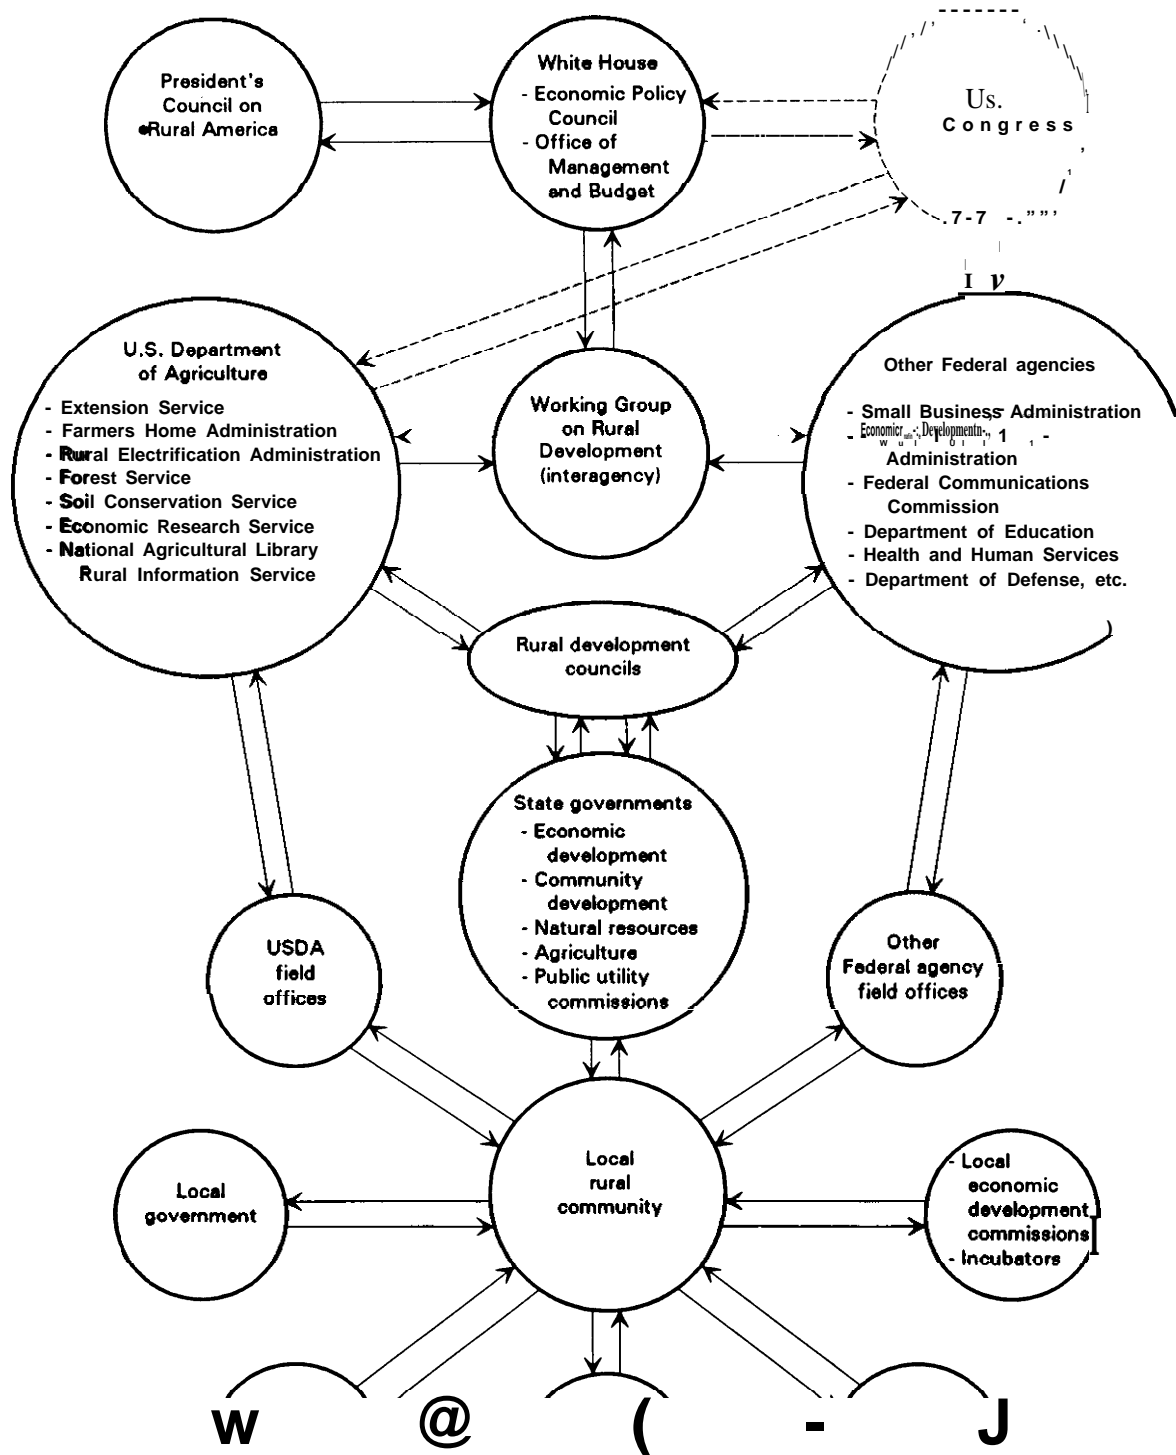 President's
Council on
Rural America
White House
- Economic Policy
Council
- Office of
Management
and Budget
Us.
Congress
U.S. Department
of Agriculture
- Extension Service
- Farmers Home Administration
- Rural Electrification Administration
- Forest Service
- Soil Conservation Service
- Economic Research Service
- National Agricultural Library
Rural Information Service
Working Group
on Rural
Development
(interagency)
Other Federal agencies
- Small Business Administration
Administration
- Federal Communications
Commission
- Department of Education
- Health and Human Services
- Department of Defense, etc.
Rural development
councils
State governments
- Economic
development
- Community
development
- Natural resources
- Agriculture
- Public utility
commissions
USDA
field
offices
Other
Federal agency
field offices
Local
government
Local
rural
community
- Local
economic
development
commissions
- Incubators
w @ ( - J